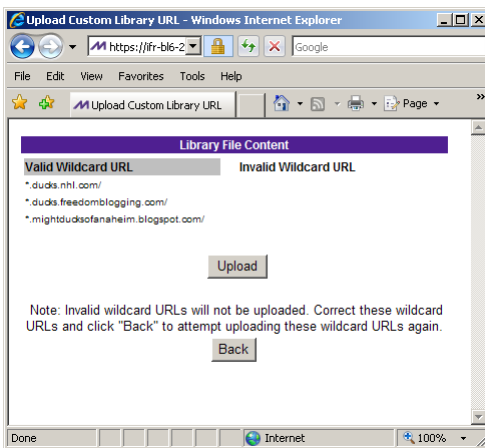 Upload Custom Library URL - Windows Internet Explorer
https://ifr-bl6-2
Google
File Edit View Favorites Tools Help
Upload Custom Library URL
Page
»
Library File Content
Valid Wildcard URL Invalid Wildcard URL
*.ducks.nhl.com/
*.ducks.freedomblogging.com/
*.mightducksofanaheim.blogspot.com/
Upload
Note: Invalid wildcard URLs will not be uploaded. Correct these wildcard
URLs and click "Back" to attempt uploading these wildcard URLs again.
Back
Done Internet 100%